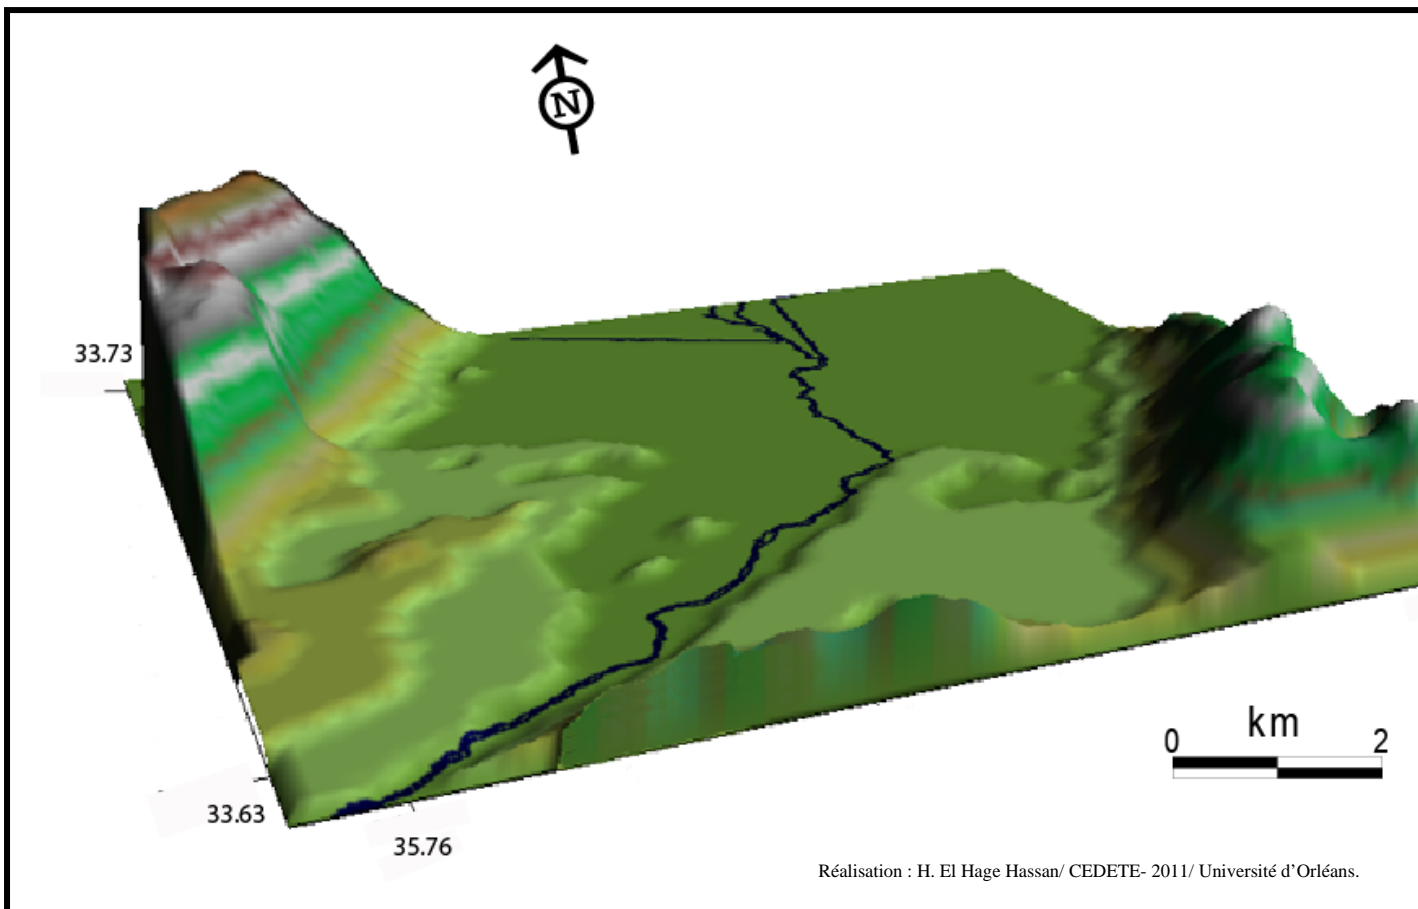 N
33.73
km
0 2
33.63
35.76
Réalisation : H. El Hage Hassan/ CEDETE- 2011/ Université d'Orléans.